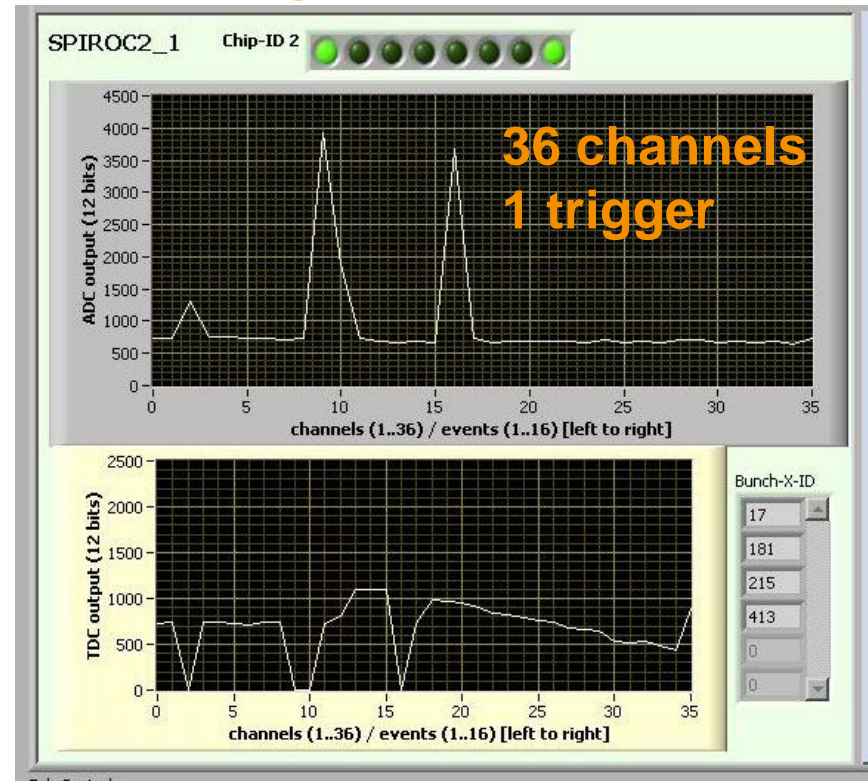 SPIROC2_1 Chip-ID 2
36 channels
1 trigger
ADC output (12 bits)
4500
4000
3500
3000
2500
2000
1500
1000
500
0
0 5 10 15 20 25 30 35
channels (1..36) / events (1..16) [left to right]
TDC output (12 bits)
2500
2000
1500
1000
500
0
0 5 10 15 20 25 30 35
channels (1..36) / events (1..16) [left to right]
Bunch-X-ID
17
181
215
413
0
0